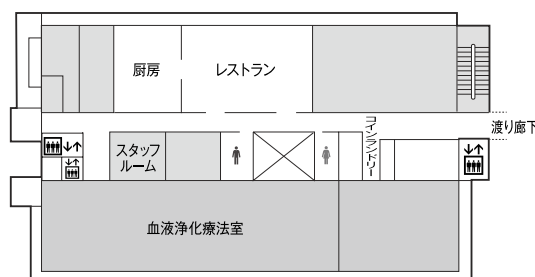 厨房
レストラン
コインランドリー
渡り廊下
スタッフ
ルーム
血液浄化療法室